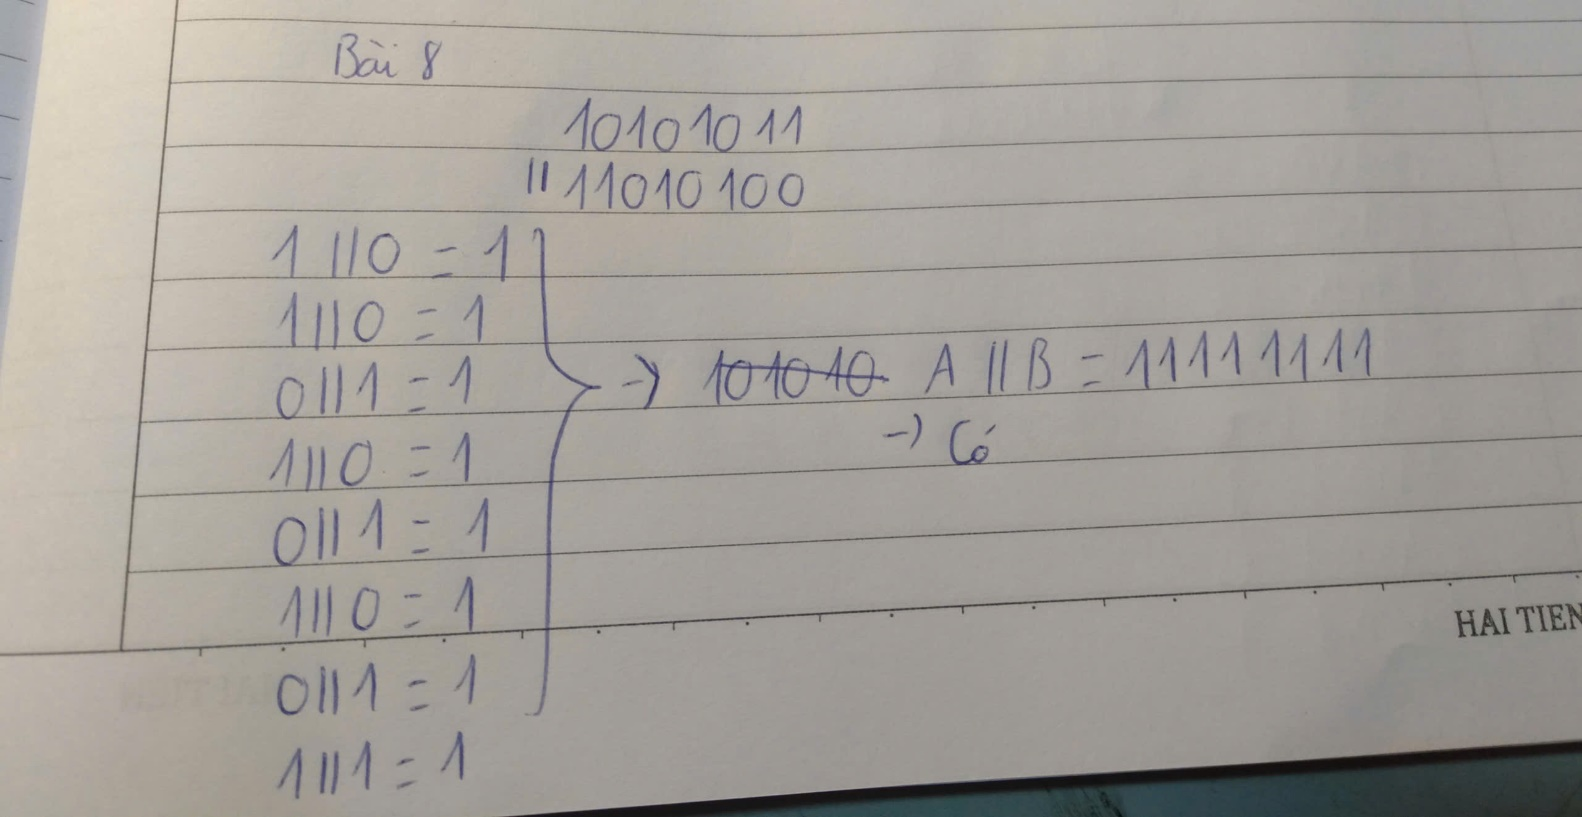 Bài 8
10101011
|| 11010100
1 || 0 = 1
1 || 0 = 1
0 || 1 = 1
1 || 0 = 1
0 || 1 = 1
1 || 0 = 1
0 || 1 = 1
1 || 1 = 1
→ 101010 A || B = 11111111
→ Có
HAI TIEN